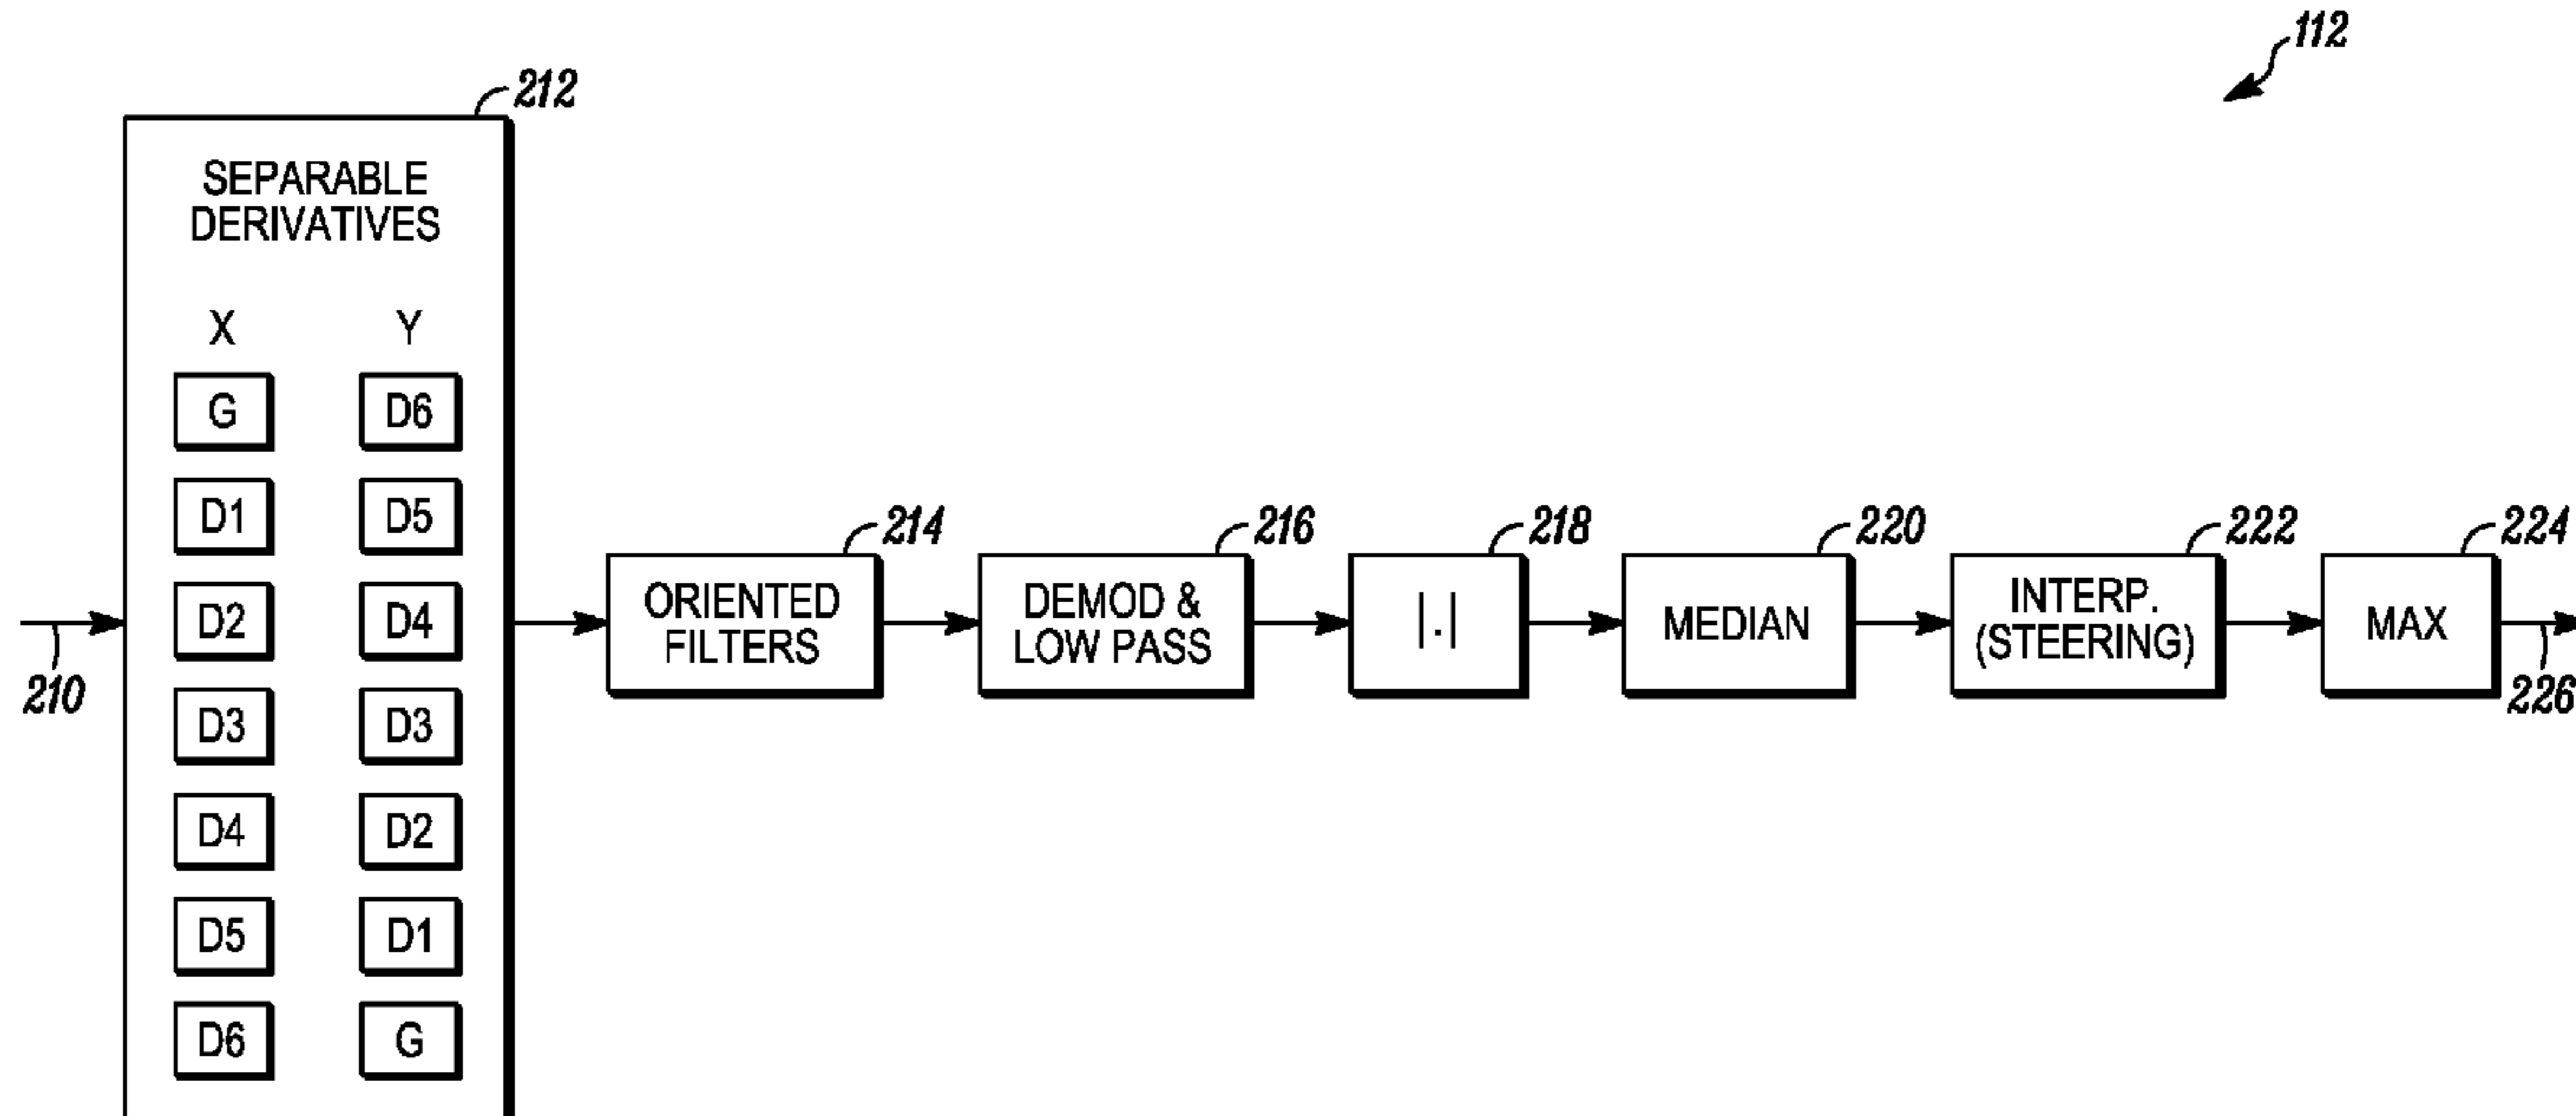 112
212
SEPARABLE
DERIVATIVES
X Y
G D6
D1 D5
D2 D4
D3 D3
D4 D2
D5 D1
D6 G
210
214
ORIENTED
FILTERS
216
DEMOD &
LOW PASS
218
|.|
220
MEDIAN
222
INTERP.
(STEERING)
224
MAX
226